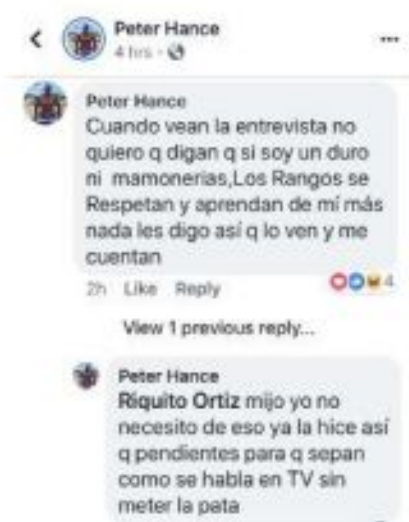 Peter Hance
4 hrs
Peter Hance
Cuando vean la entrevista no
quiero q digan q si soy un duro
ni mamonerias,Los Rangos se
Respetan y aprendan de mi más
nada les digo así q lo ven y me
cuentan
2h Like Reply 4
View 1 previous reply...
Peter Hance
Riquito Ortiz mijo yo no
necesito de eso ya la hice así
q pendientes para q sepan
como se habla en TV sin
meter la pata